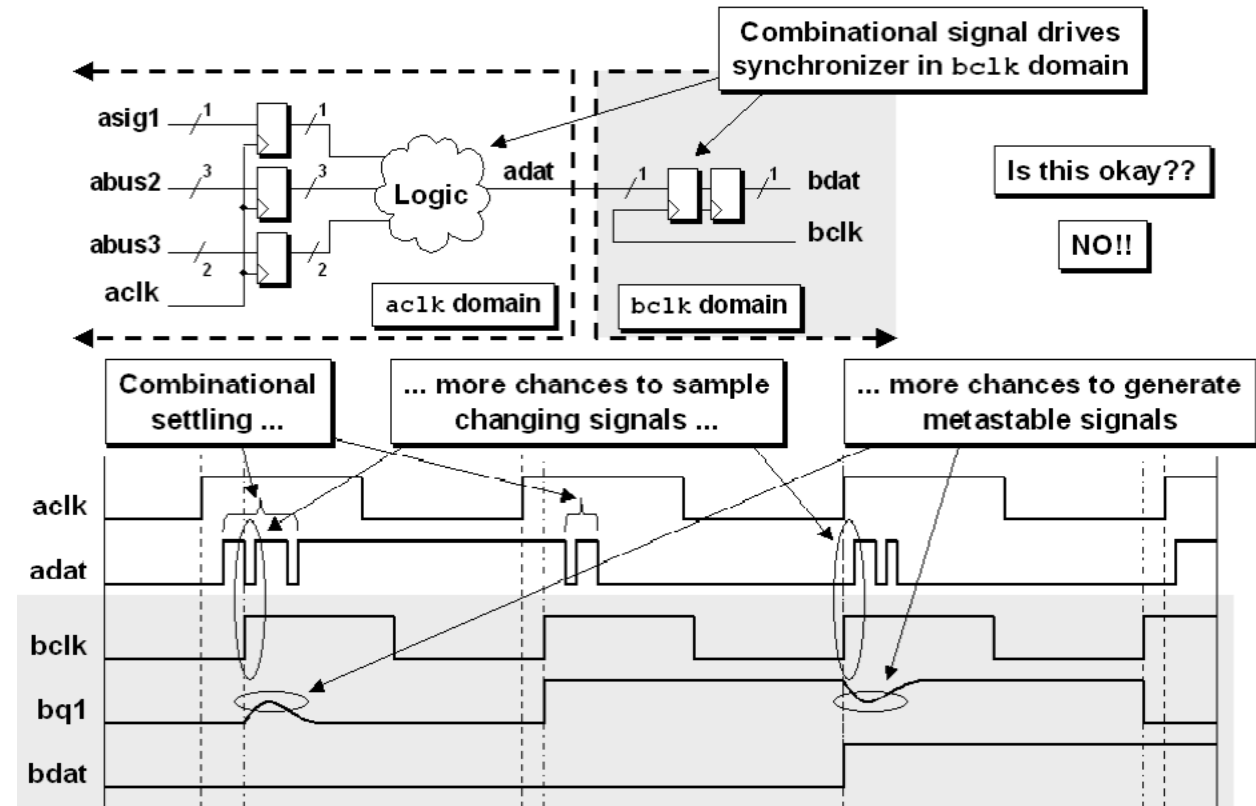 Combinational signal drives
synchronizer in bclk domain
asig1
1
1
abus2
3
3
Logic
adat
1
1
bdat
bclk
abus3
2
2
aclk
aclk domain
bclk domain
Is this okay??
NO!!
Combinational
settling ...
... more chances to sample
changing signals ...
... more chances to generate
metastable signals
aclk
adat
bclk
bq1
bdat